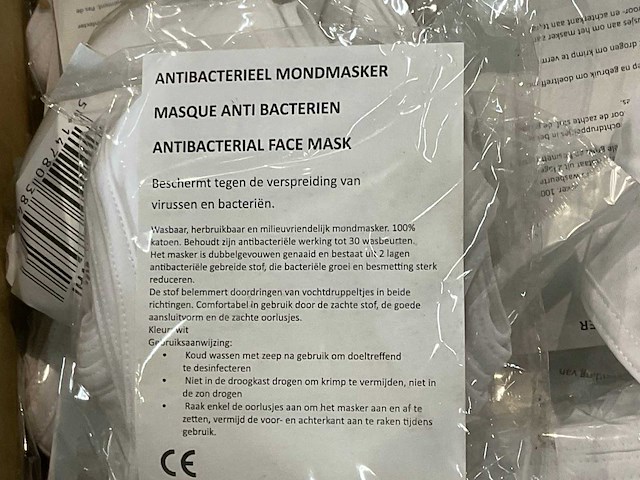 ANTIBACTERIEEL MONDMASKER
MASQUE ANTI BACTERIEN
ANTIBACTERIAL FACE MASK
Beschermt tegen de verspreiding van
virussen en bacteriën.
Wasbaar, herbruikbaar en milieuvriendelijk mondmasker. 100%
katoen. Behoudt zijn antibacteriële werking tot 30 wasbeurten.
Het masker is dubbelgevouwen genaaid en bestaat uit 2 lagen
antibacteriële gebreide stof, die bacteriële groei en besmetting sterk
reduceren.
De stof belemmert doordringen van vochtdruppeltjes in beide
richtingen. Comfortabel in gebruik door de zachte stof, de goede
aansluitvorm en de zachte oorlusjes.
Kleur: wit
Gebruiksaanwijzing:
• Koud wassen met zeep na gebruik om doeltreffend
te desinfecteren
• Niet in de droogkast drogen om krimp te vermijden, niet in
de zon drogen
• Raak enkel de oorlusjes aan om het masker aan en af te
zetten, vermijd de voor- en achterkant aan te raken tijdens
gebruik.
CE